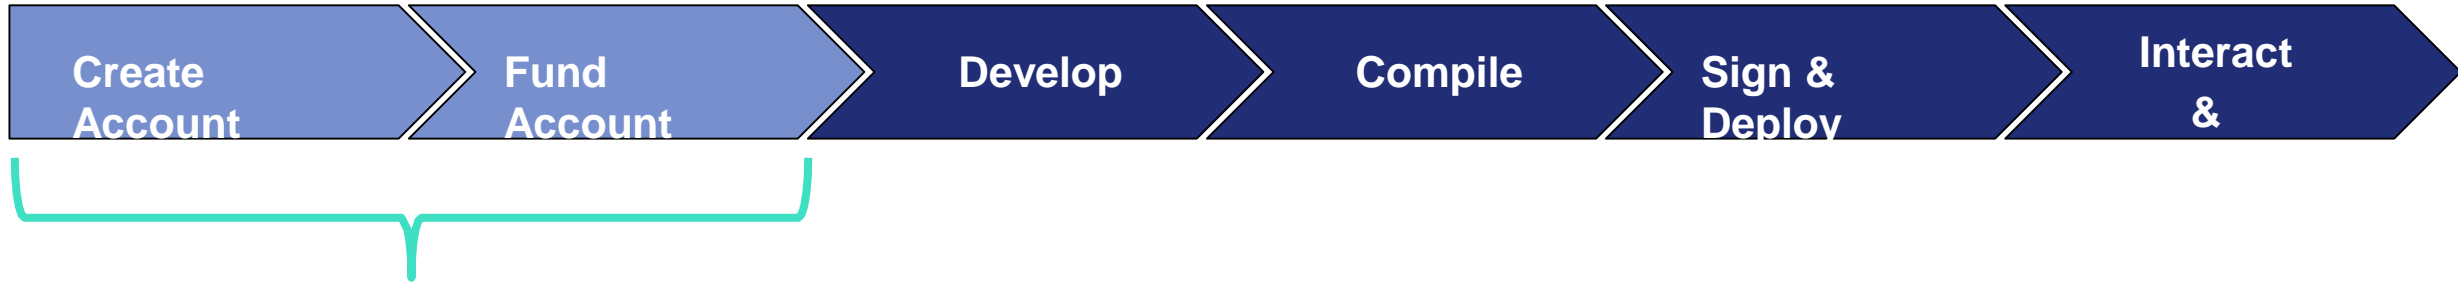 Create
Account
Fund
Account
Develop
Compile
Sign &
Deploy
Interact
&